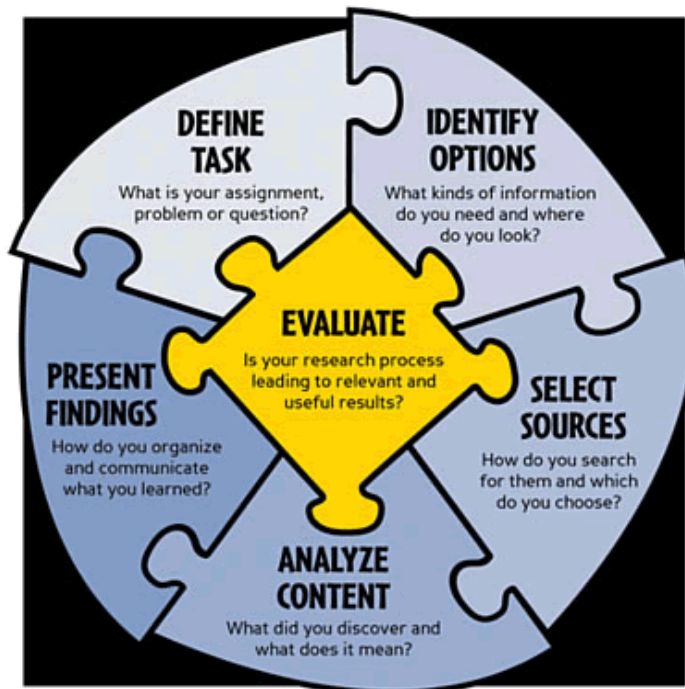 DEFINE
TASK
What is your assignment,
problem or question?
IDENTIFY
OPTIONS
What kinds of information
do you need and where
do you look?
EVALUATE
Is your research process
leading to relevant and
useful results?
SELECT
SOURCES
How do you search
for them and which
do you choose?
ANALYZE
CONTENT
What did you discover and
what does it mean?
PRESENT
FINDINGS
How do you organize
and communicate
what you learned?